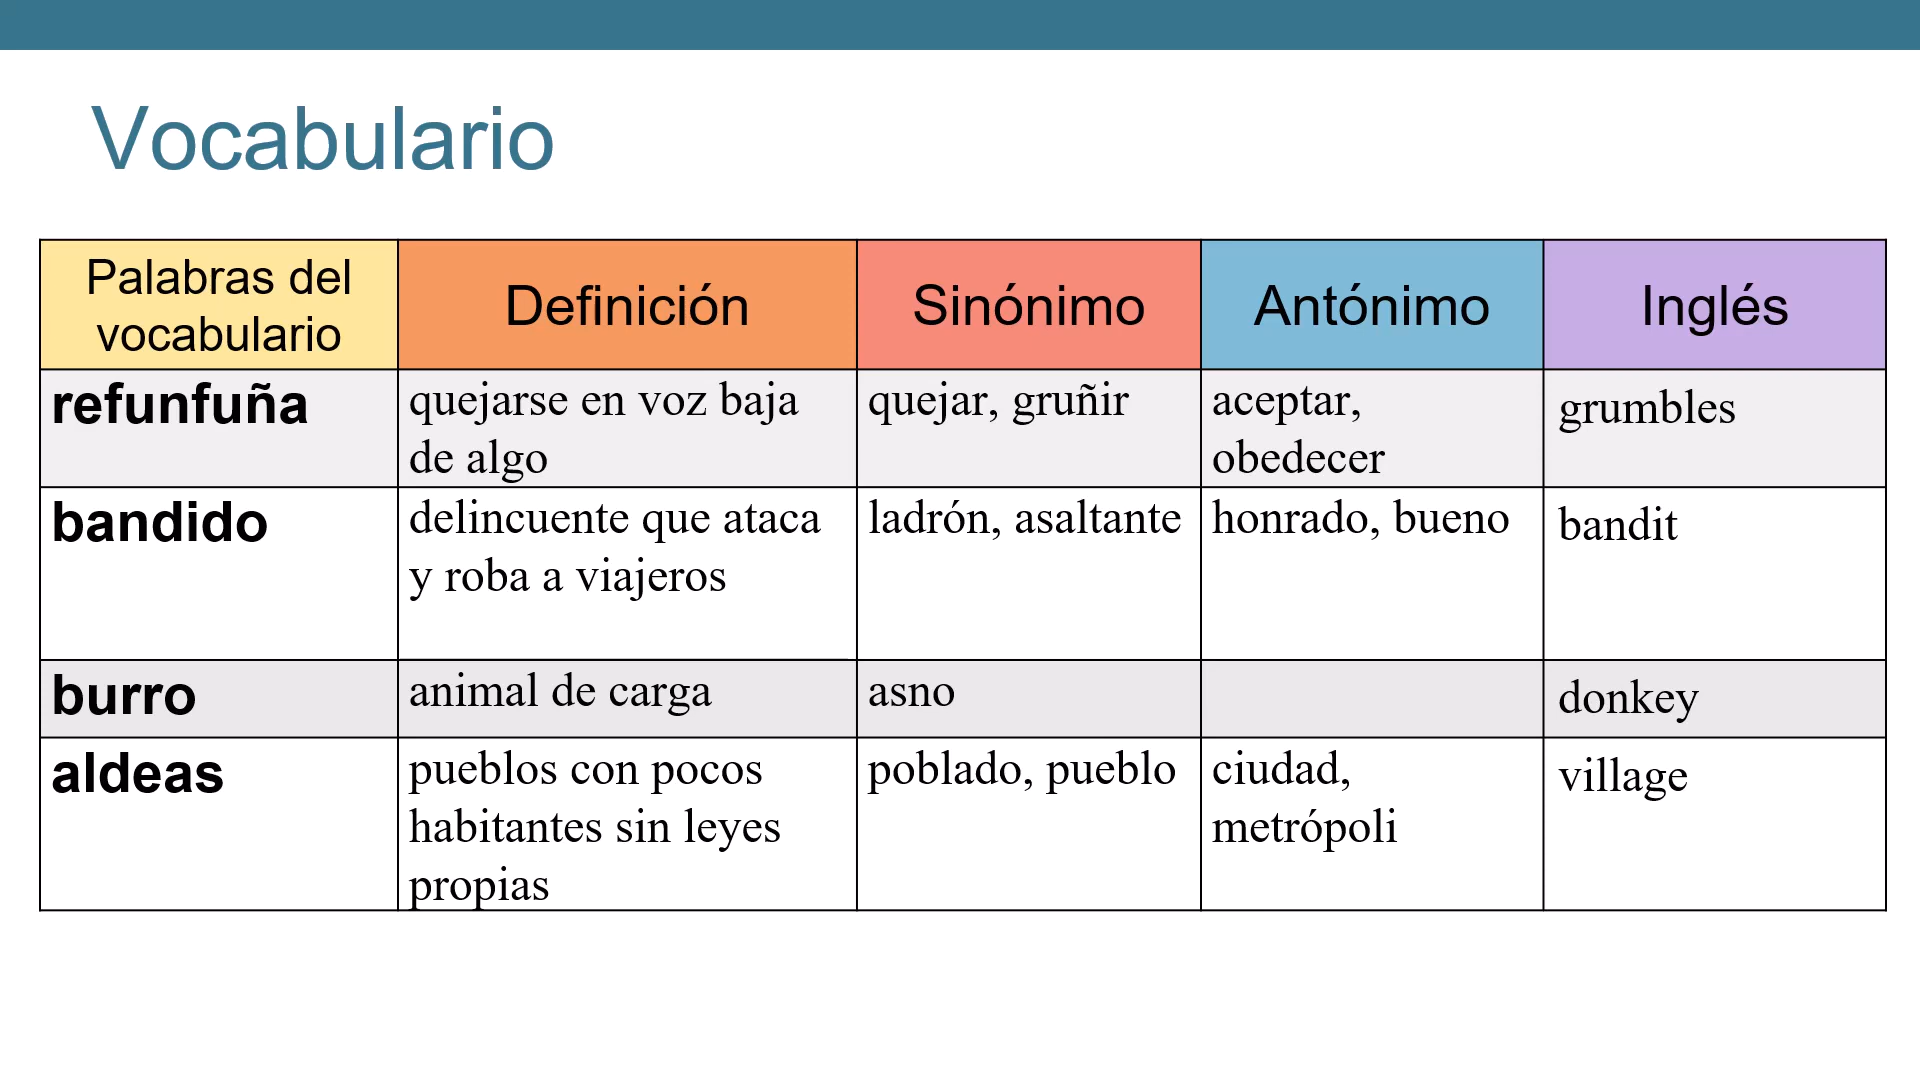 Vocabulario
Palabras del
vocabulario
Definición
Sinónimo
Antónimo
Inglés
refunfuña
quejarse en voz baja
de algo
quejar, gruñir
aceptar,
obedecer
grumbles
bandido
delincuente que ataca
y roba a viajeros
ladrón, asaltante
honrado, bueno
bandit
burro
animal de carga
asno
donkey
aldeas
pueblos con pocos
habitantes sin leyes
propias
poblado, pueblo
ciudad,
metrópoli
village